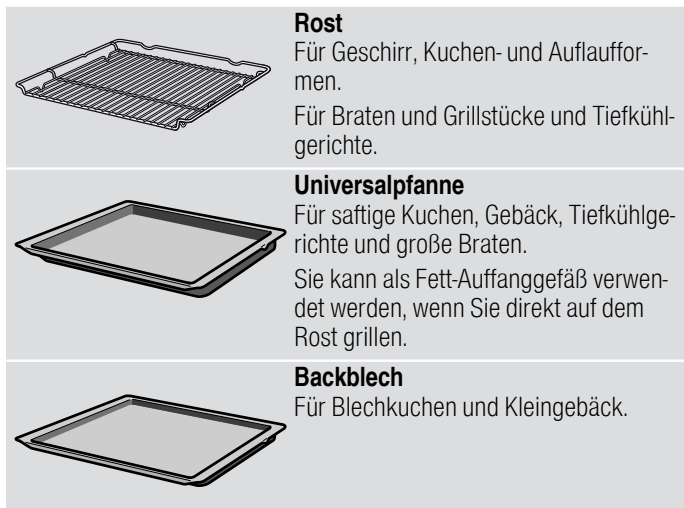 Rost
Für Geschirr, Kuchen- und Auflauffor-
men.
Für Braten und Grillstücke und Tiefkühl-
gerichte.
Universalpfanne
Für saftige Kuchen, Gebäck, Tiefkühlge-
richte und große Braten.
Sie kann als Fett-Auffanggefäß verwen-
det werden, wenn Sie direkt auf dem
Rost grillen.
Backblech
Für Blechkuchen und Kleingebäck.